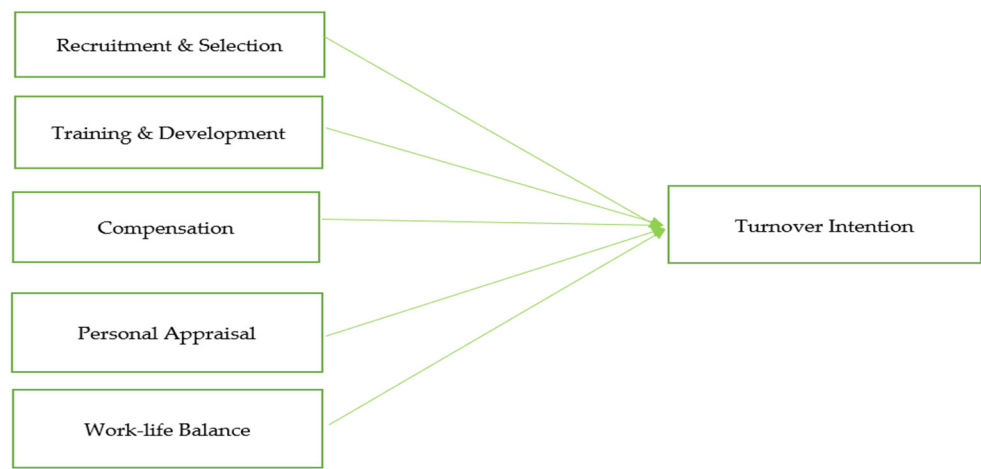 Recruitment & Selection
Training & Development
Compensation
Turnover Intention
Personal Appraisal
Work-life Balance